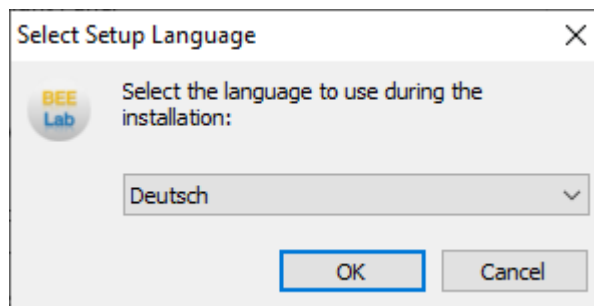 Select Setup Language
BEE
Lab
Select the language to use during the
installation:
Deutsch
OK
Cancel